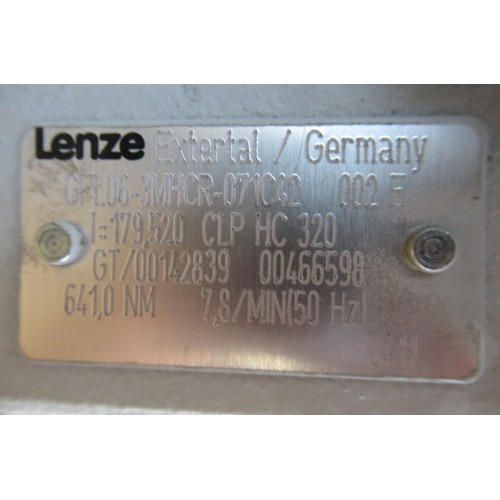 Lenze Extertal / Germany
GFL06-3MHCR-071C42 002 E
I=179,520 CLP HC 320
GT/00142839 00466598
641,0 NM 7,8/MIN(50 Hz)